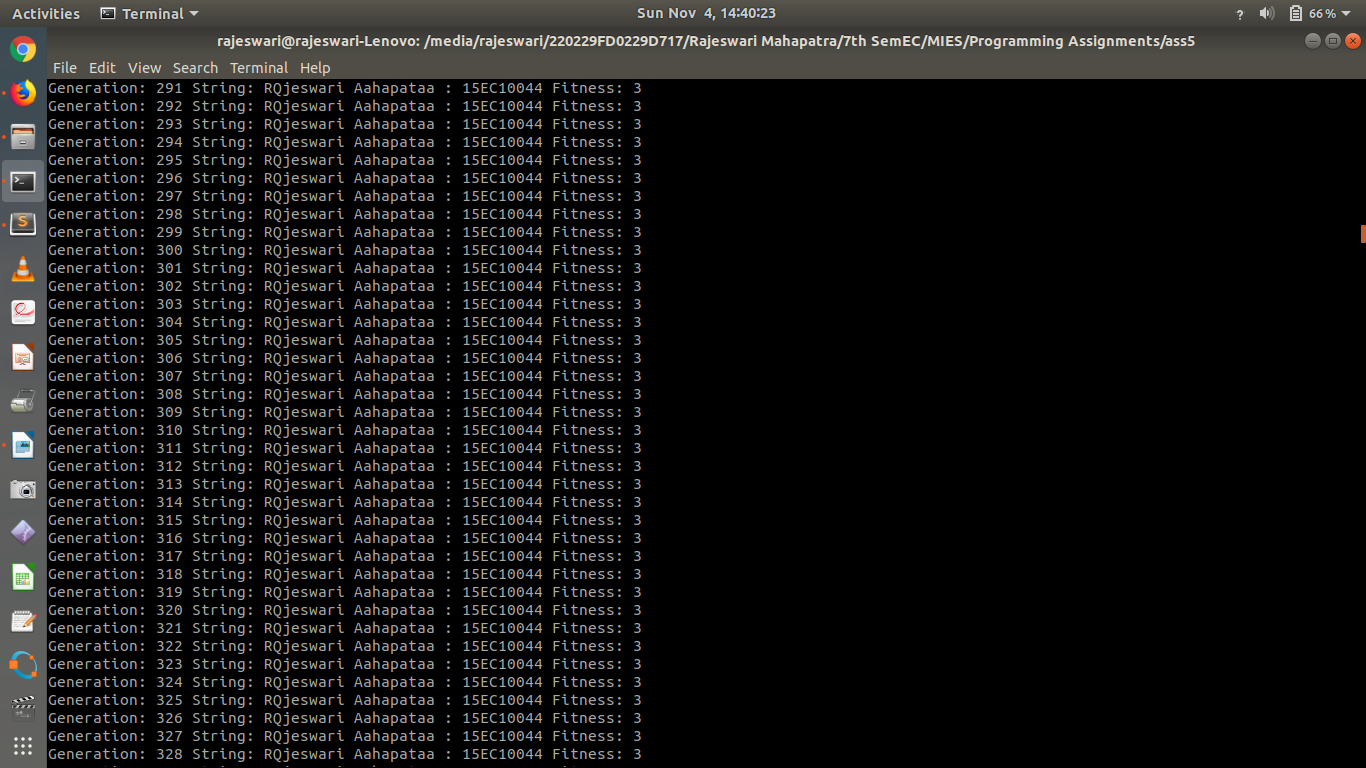 Activities Terminal Sun Nov 4, 14:40:23 ? 66%
rajeswari@rajeswari-Lenovo: /media/rajeswari/220229FD0229D717/Rajeswari Mahapatra/7th SemEC/MIES/Programming Assignments/ass5
File Edit View Search Terminal Help
Generation: 291 String: RQjeswari Aahapataa : 15EC10044 Fitness: 3
Generation: 292 String: RQjeswari Aahapataa : 15EC10044 Fitness: 3
Generation: 293 String: RQjeswari Aahapataa : 15EC10044 Fitness: 3
Generation: 294 String: RQjeswari Aahapataa : 15EC10044 Fitness: 3
Generation: 295 String: RQjeswari Aahapataa : 15EC10044 Fitness: 3
Generation: 296 String: RQjeswari Aahapataa : 15EC10044 Fitness: 3
Generation: 297 String: RQjeswari Aahapataa : 15EC10044 Fitness: 3
Generation: 298 String: RQjeswari Aahapataa : 15EC10044 Fitness: 3
Generation: 299 String: RQjeswari Aahapataa : 15EC10044 Fitness: 3
Generation: 300 String: RQjeswari Aahapataa : 15EC10044 Fitness: 3
Generation: 301 String: RQjeswari Aahapataa : 15EC10044 Fitness: 3
Generation: 302 String: RQjeswari Aahapataa : 15EC10044 Fitness: 3
Generation: 303 String: RQjeswari Aahapataa : 15EC10044 Fitness: 3
Generation: 304 String: RQjeswari Aahapataa : 15EC10044 Fitness: 3
Generation: 305 String: RQjeswari Aahapataa : 15EC10044 Fitness: 3
Generation: 306 String: RQjeswari Aahapataa : 15EC10044 Fitness: 3
Generation: 307 String: RQjeswari Aahapataa : 15EC10044 Fitness: 3
Generation: 308 String: RQjeswari Aahapataa : 15EC10044 Fitness: 3
Generation: 309 String: RQjeswari Aahapataa : 15EC10044 Fitness: 3
Generation: 310 String: RQjeswari Aahapataa : 15EC10044 Fitness: 3
Generation: 311 String: RQjeswari Aahapataa : 15EC10044 Fitness: 3
Generation: 312 String: RQjeswari Aahapataa : 15EC10044 Fitness: 3
Generation: 313 String: RQjeswari Aahapataa : 15EC10044 Fitness: 3
Generation: 314 String: RQjeswari Aahapataa : 15EC10044 Fitness: 3
Generation: 315 String: RQjeswari Aahapataa : 15EC10044 Fitness: 3
Generation: 316 String: RQjeswari Aahapataa : 15EC10044 Fitness: 3
Generation: 317 String: RQjeswari Aahapataa : 15EC10044 Fitness: 3
Generation: 318 String: RQjeswari Aahapataa : 15EC10044 Fitness: 3
Generation: 319 String: RQjeswari Aahapataa : 15EC10044 Fitness: 3
Generation: 320 String: RQjeswari Aahapataa : 15EC10044 Fitness: 3
Generation: 321 String: RQjeswari Aahapataa : 15EC10044 Fitness: 3
Generation: 322 String: RQjeswari Aahapataa : 15EC10044 Fitness: 3
Generation: 323 String: RQjeswari Aahapataa : 15EC10044 Fitness: 3
Generation: 324 String: RQjeswari Aahapataa : 15EC10044 Fitness: 3
Generation: 325 String: RQjeswari Aahapataa : 15EC10044 Fitness: 3
Generation: 326 String: RQjeswari Aahapataa : 15EC10044 Fitness: 3
Generation: 327 String: RQjeswari Aahapataa : 15EC10044 Fitness: 3
Generation: 328 String: RQjeswari Aahapataa : 15EC10044 Fitness: 3